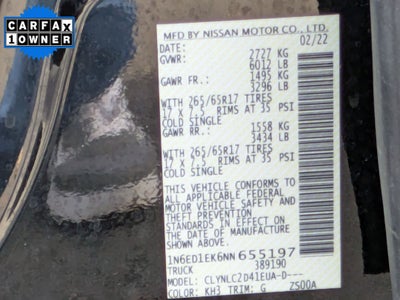 CARFAX
1 OWNER
MFD BY NISSAN MOTOR CO., LTD.
DATE: 02/22
GVWR: 2727 KG
6012 LB
GAWR FR.: 1495 KG
3296 LB
WITH 265/65R17 TIRES
17 X 7.5 RIMS AT 35 PSI
COLD SINGLE
GAWR RR.: 1558 KG
3434 LB
WITH 265/65R17 TIRES
17 X 7.5 RIMS AT 35 PSI
COLD SINGLE
THIS VEHICLE CONFORMS TO
ALL APPLICABLE FEDERAL
MOTOR VEHICLE SAFETY AND
THEFT PREVENTION
STANDARDS IN EFFECT ON
THE DATE OF MANUFACTURE
SHOWN ABOVE.
1N6ED1EK6NN655197
TRUCK 389190
MODEL: CLYNLC2D41EUA-D---
COLOR: KH3 TRIM: G ZS00A